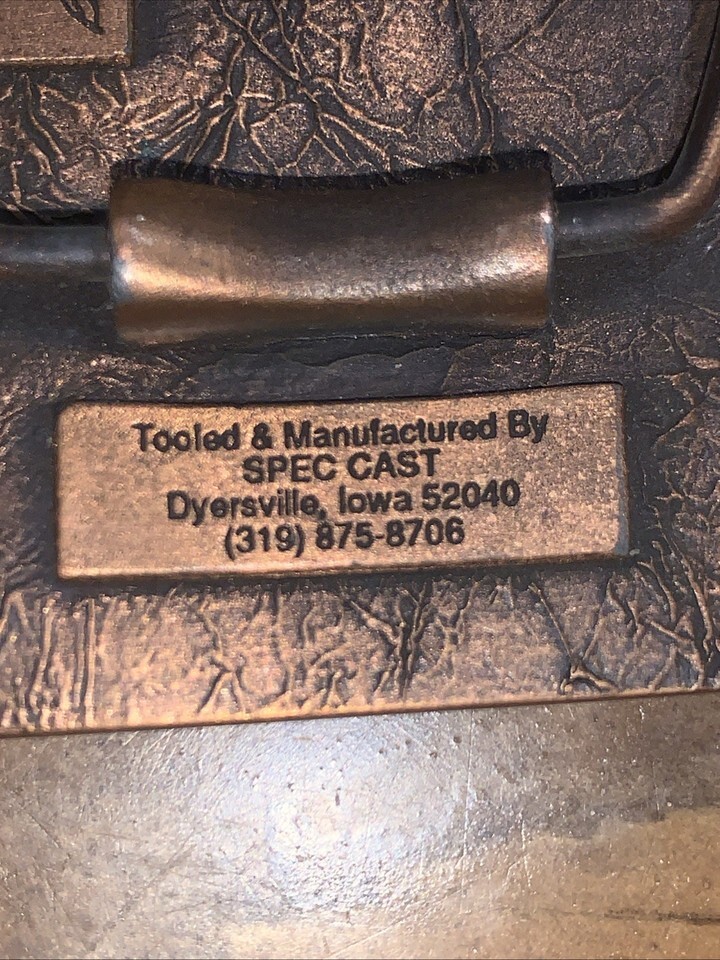 Tooled & Manufactured By
SPEC CAST
Dyersville, Iowa 52040
(319) 875-8706